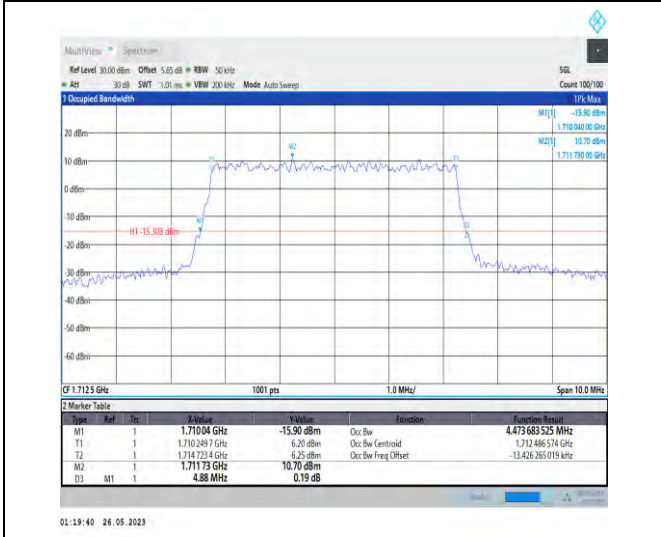 MultiView Spectrum
Ref Level 30.00 dBm Offset 5.85 dB RBW 50 kHz SGL
Att 30 dB SWT 1.01 ms VBW 200 kHz Mode Auto Sweep Count 100/100
1 Occupied Bandwidth 1Pk Max
M1[1] -15.90 dBm
1.710 040 00 GHz
M2[1] 10.70 dBm
1.711 730 00 GHz
20 dBm
M2
10 dBm
T1
0 dBm
-10 dBm
M1
H1 -15.303 dBm
D3
-20 dBm
-30 dBm
-40 dBm
-50 dBm
-60 dBm
CF 1.712 5 GHz 1001 pts 1.0 MHz/ Span 10.0 MHz
2 Marker Table
Type Ref Trc X-Value Y-Value Function Function Result
M1 1 1.71004 GHz -15.90 dBm Occ Bw 4.473 683 525 MHz
T1 1 1.710 249 7 GHz 6.20 dBm Occ Bw Centroid 1.712 486 574 GHz
T2 1 1.714 723 4 GHz 6.25 dBm Occ Bw Freq Offset -13.426 265 019 kHz
M2 1 1.71173 GHz 10.70 dBm
D3 M1 1 4.88 MHz 0.19 dB
01:19:40 26.05.2023